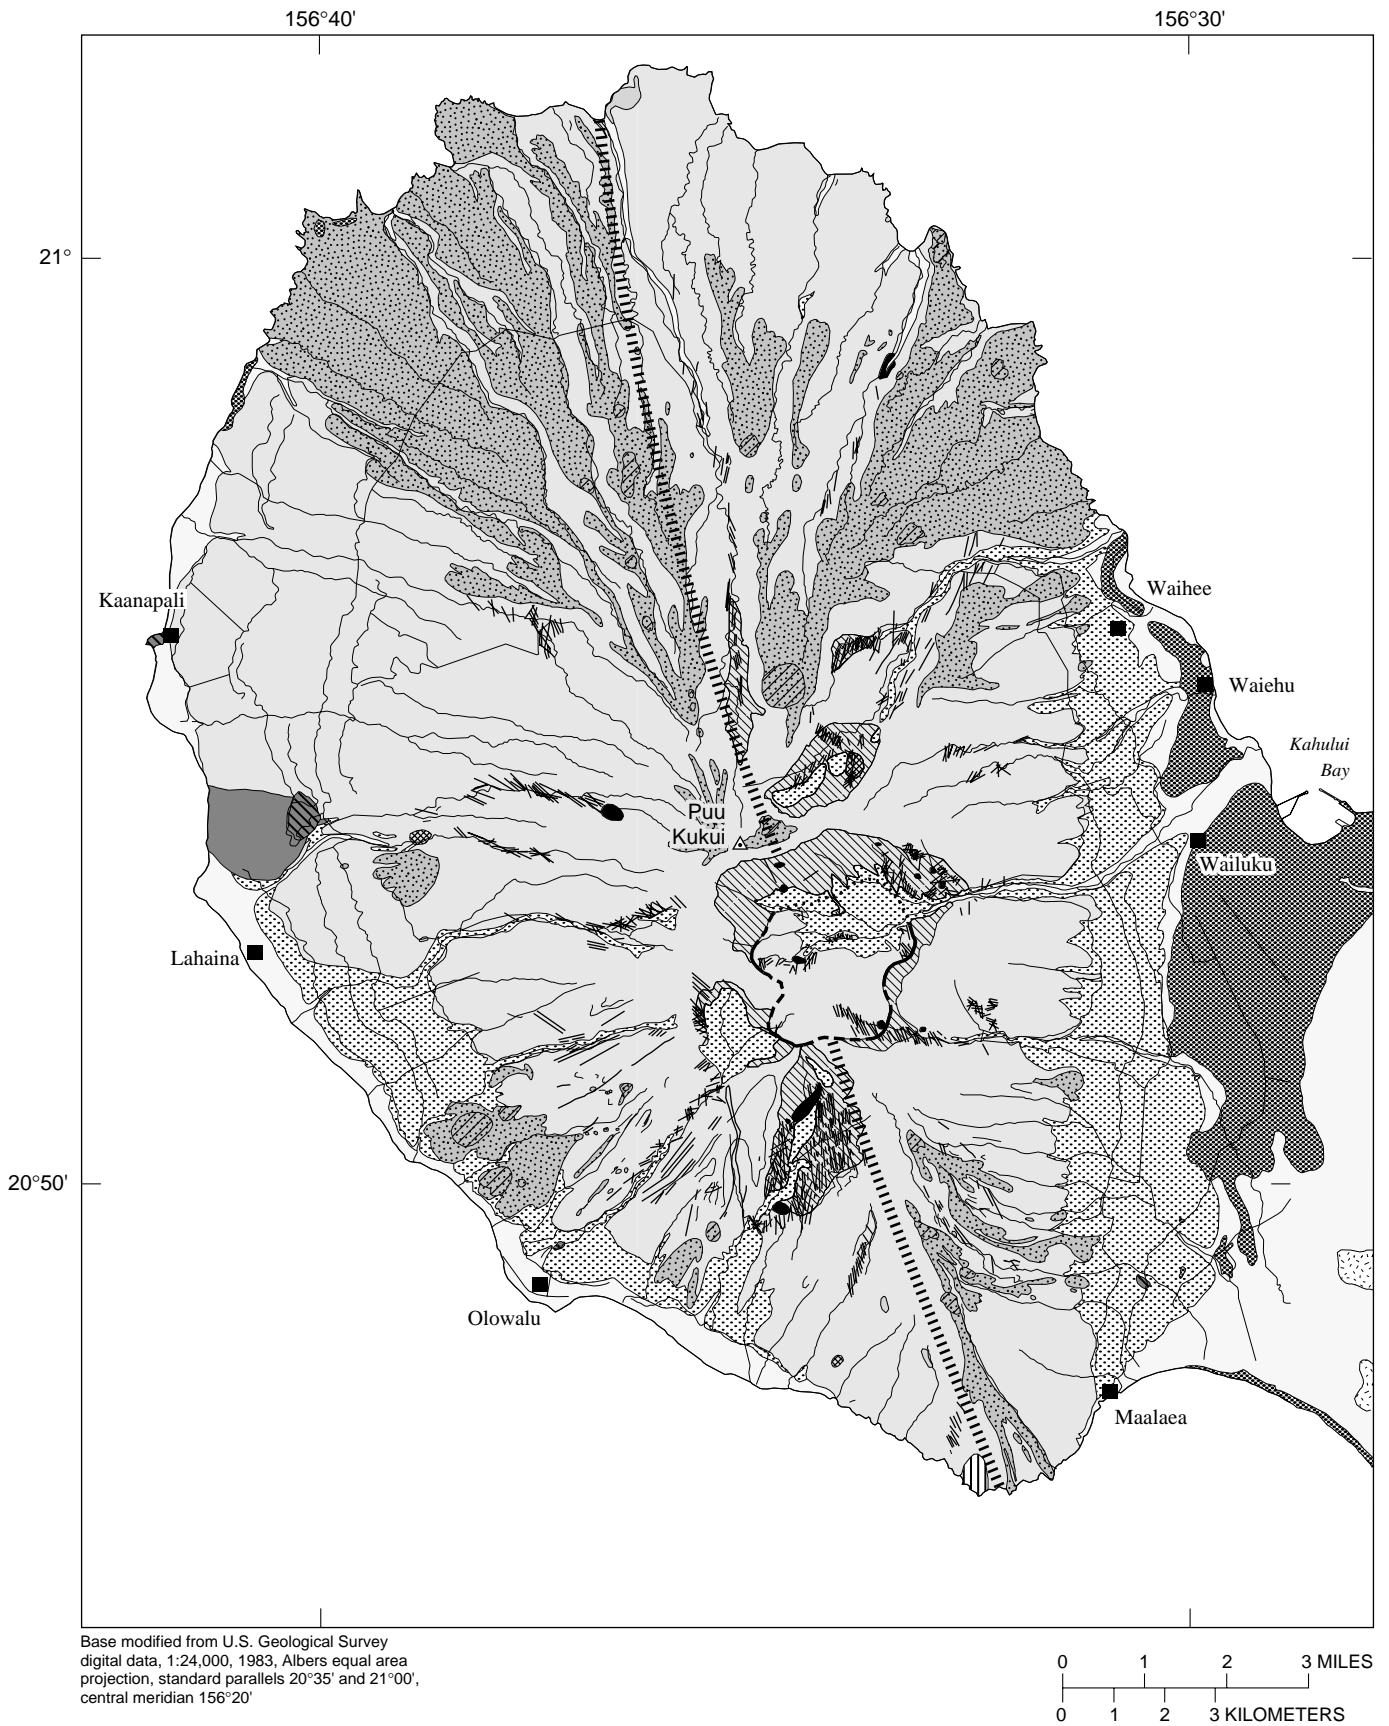 156°40'
156°30'
21°
Kaanapali
Waihee
Waiehu
Kahului
Bay
Puu
Kukui
Wailuku
Lahaina
20°50'
Olowalu
Maalaea
Base modified from U.S. Geological Survey
digital data, 1:24,000, 1983, Albers equal area
projection, standard parallels 20°35' and 21°00',
central meridian 156°20'
0 1 2 3 MILES
0 1 2 3 KILOMETERS